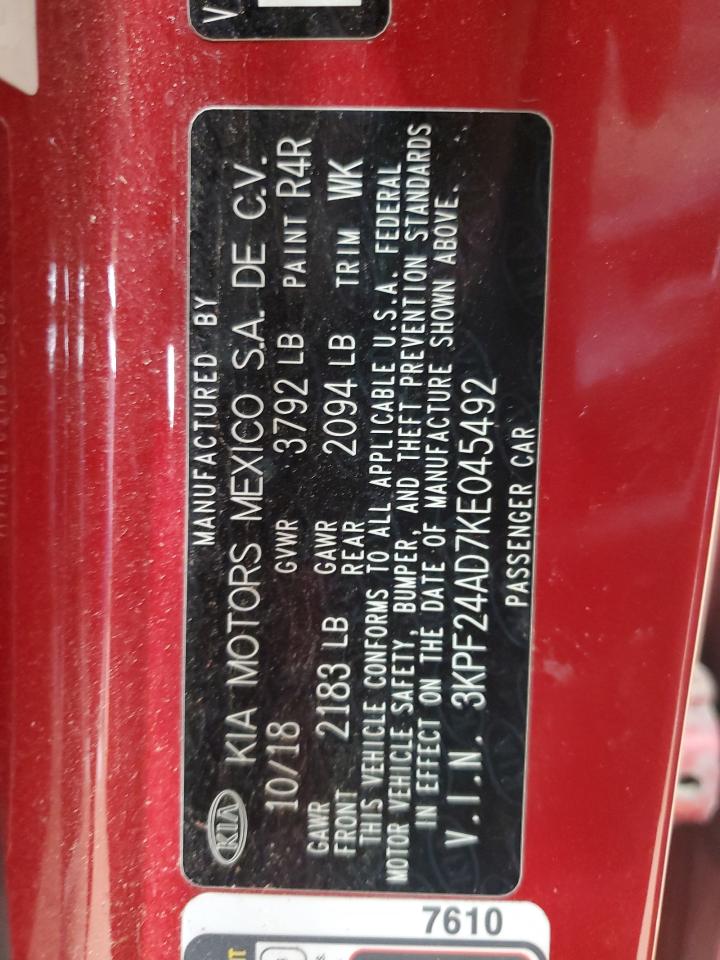 V.
MANUFACTURED BY
KIA KIA MOTORS MEXICO S.A. DE C.V.
10/18 GVWR 3792 LB PAINT R4R
GAWR FRONT 2183 LB GAWR REAR 2094 LB TRIM WK
THIS VEHICLE CONFORMS TO ALL APPLICABLE U.S.A. FEDERAL
MOTOR VEHICLE SAFETY, BUMPER, AND THEFT PREVENTION STANDARDS
IN EFFECT ON THE DATE OF MANUFACTURE SHOWN ABOVE.
V.I.N. 3KPF24AD7KE045492
PASSENGER CAR
7610